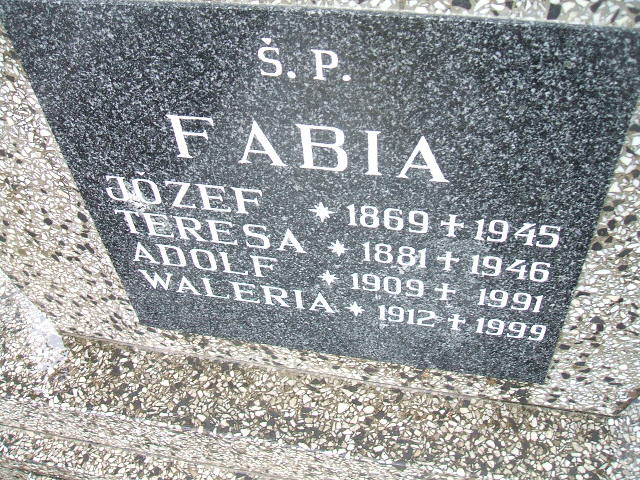 Ś. P.
FABIA
JÓZEF * 1869 + 1945
TERESA * 1881 + 1946
ADOLF * 1909 + 1991
WALERIA * 1912 + 1999